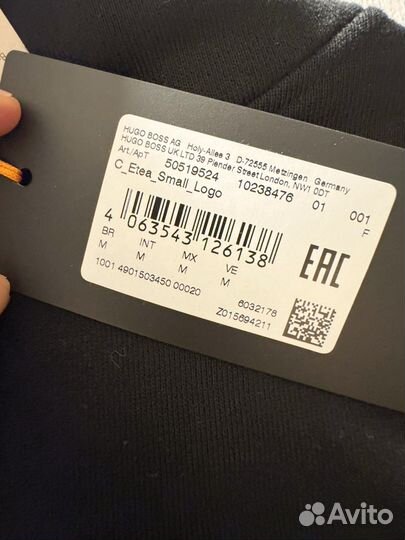 HUGO BOSS AG Holy-Allee 3 D-72555 Metzingen Germany
HUGO BOSS UK LTD 39 Plender Street,London, NW1 0DT
Art./АрТ 50519524 10238476 01 001
C_Etea_Small_Logo F
4 063543 126138
EAC
BR INT MX VE
M M M M
1001 4901503450 00020 6032178
Z015694211
Avito